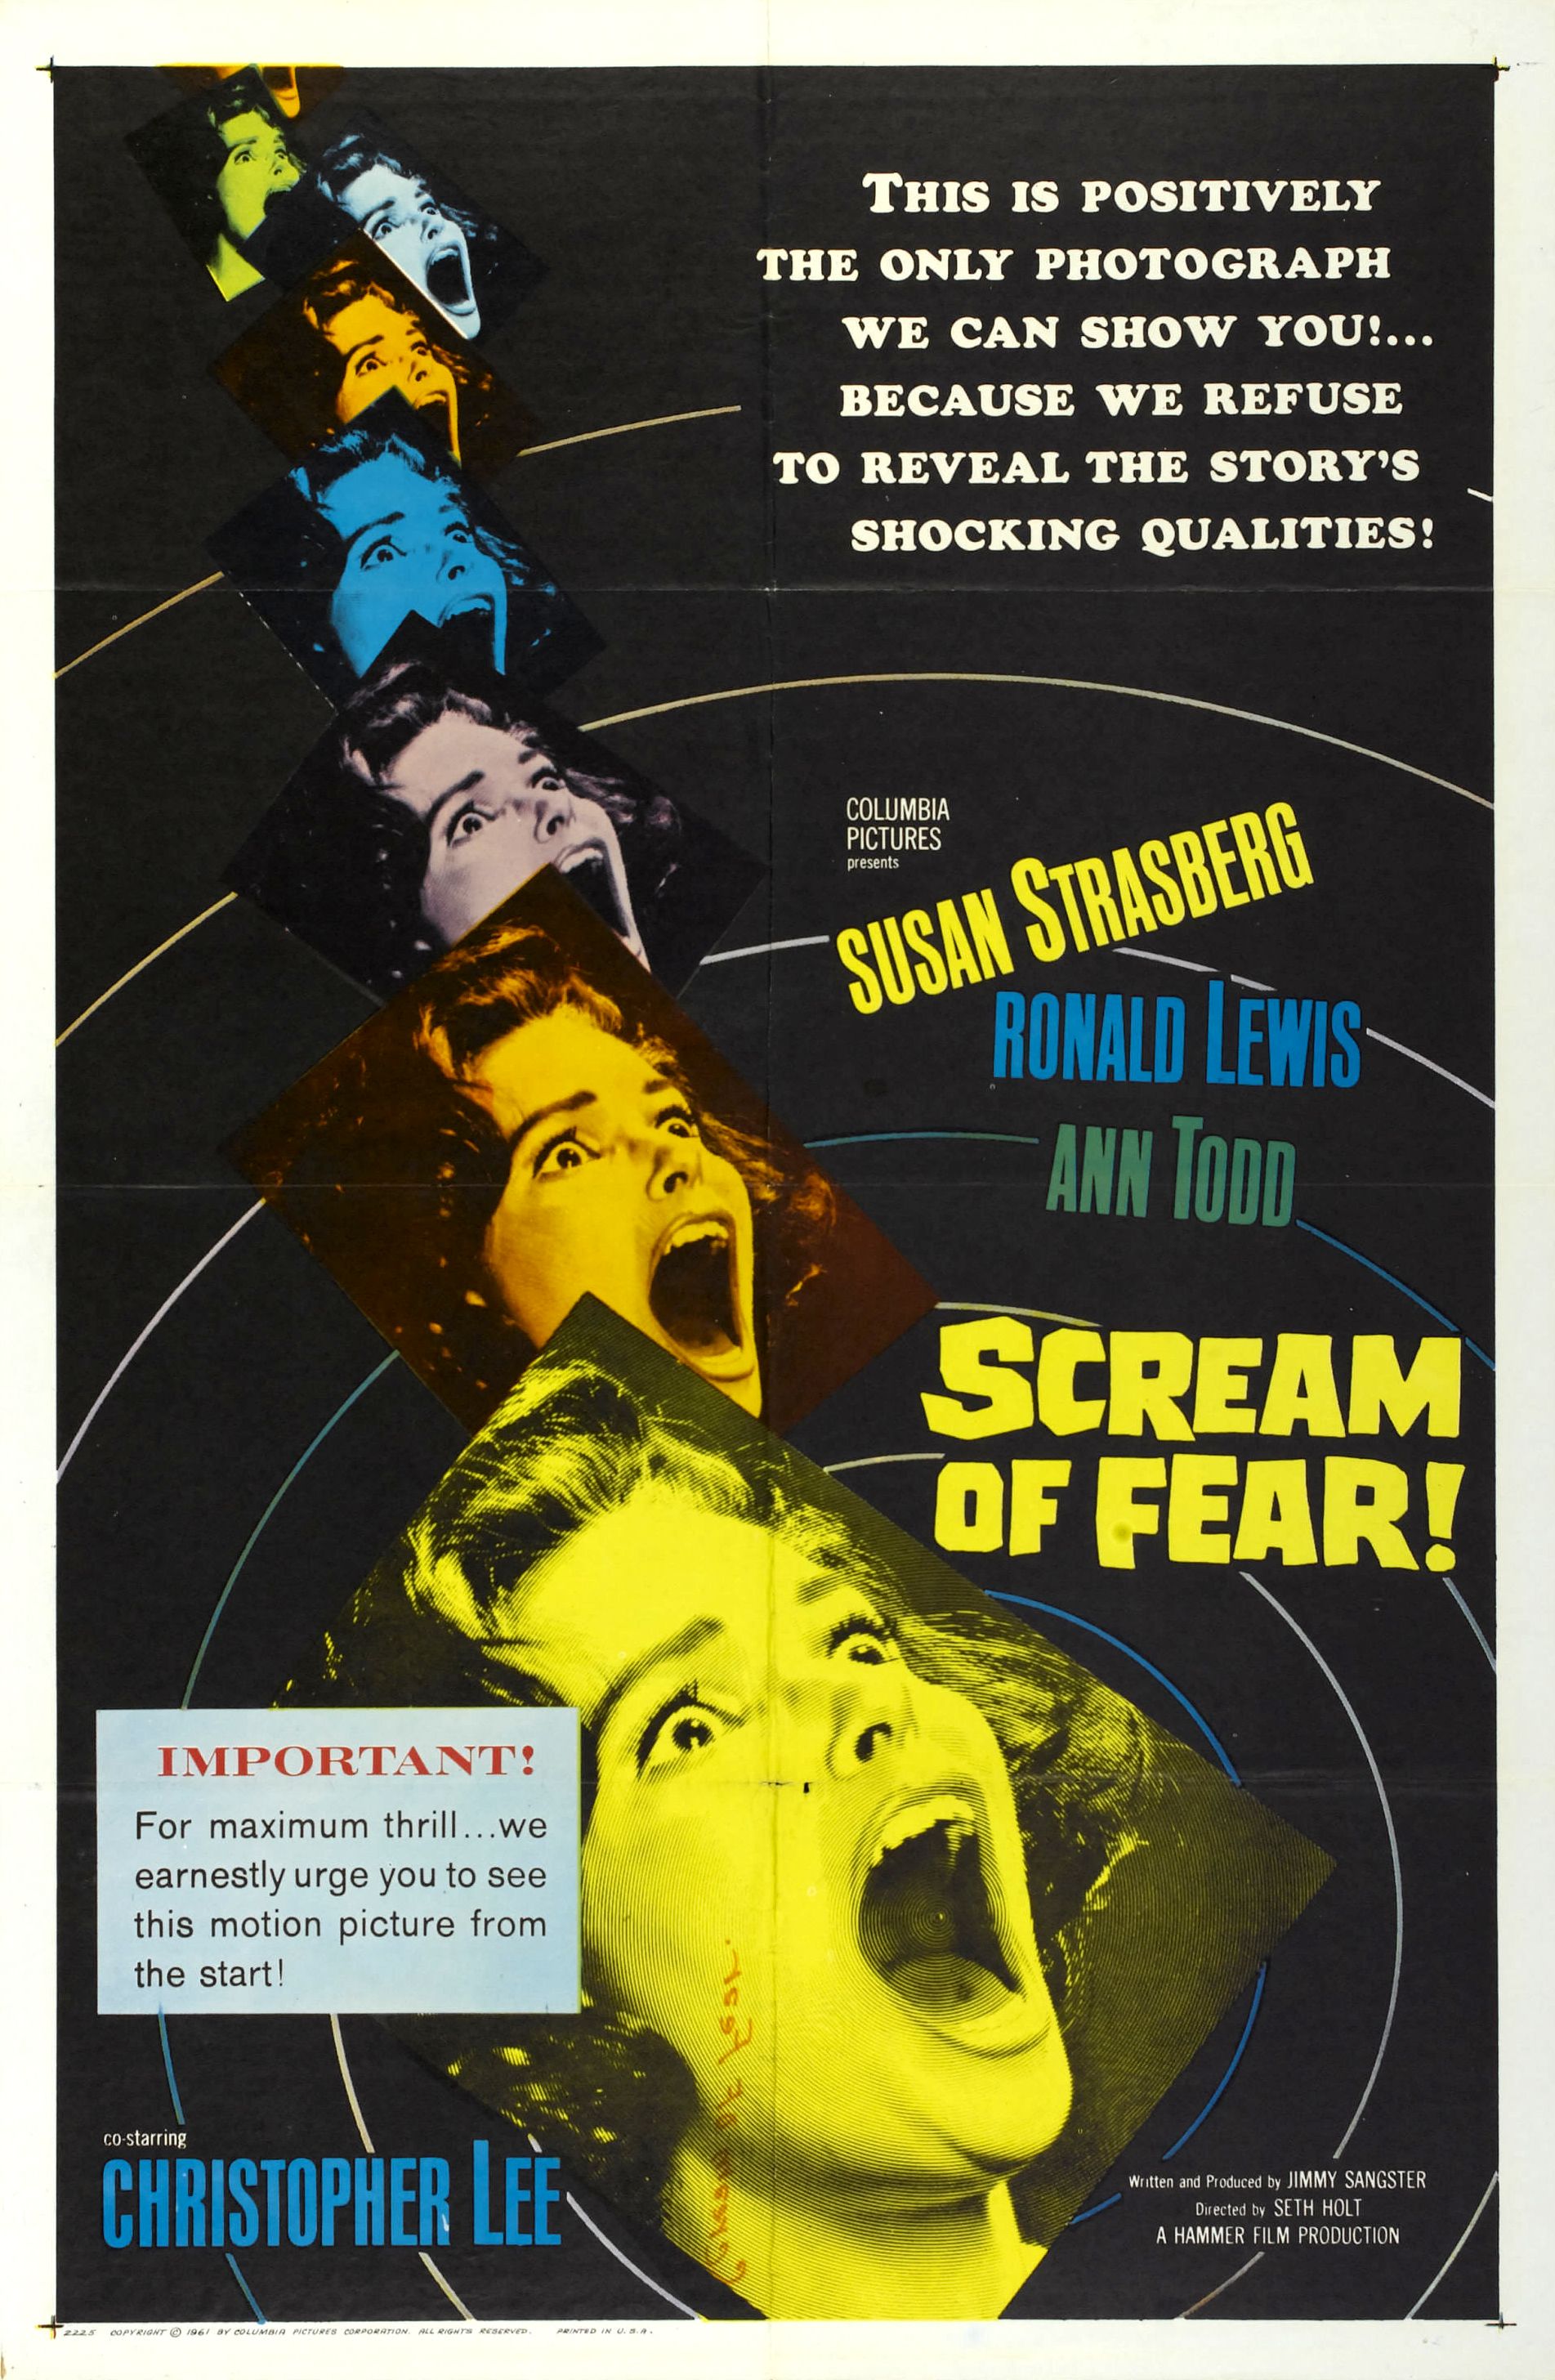 THIS IS POSITIVELY
THE ONLY PHOTOGRAPH
WE CAN SHOW YOU!...
BECAUSE WE REFUSE
TO REVEAL THE STORY'S
SHOCKING QUALITIES!
COLUMBIA
PICTURES
presents
SUSAN STRASBERG
RONALD LEWIS
ANN TODD
SCREAM
OF FEAR!
IMPORTANT!
For maximum thrill...we
earnestly urge you to see
this motion picture from
the start!
co-starring
CHRISTOPHER LEE
Written and Produced by JIMMY SANGSTER
Directed by SETH HOLT
A HAMMER FILM PRODUCTION
2225 COPYRIGHT © 1961 BY COLUMBIA PICTURES CORPORATION. ALL RIGHTS RESERVED. PRINTED IN U.S.A.